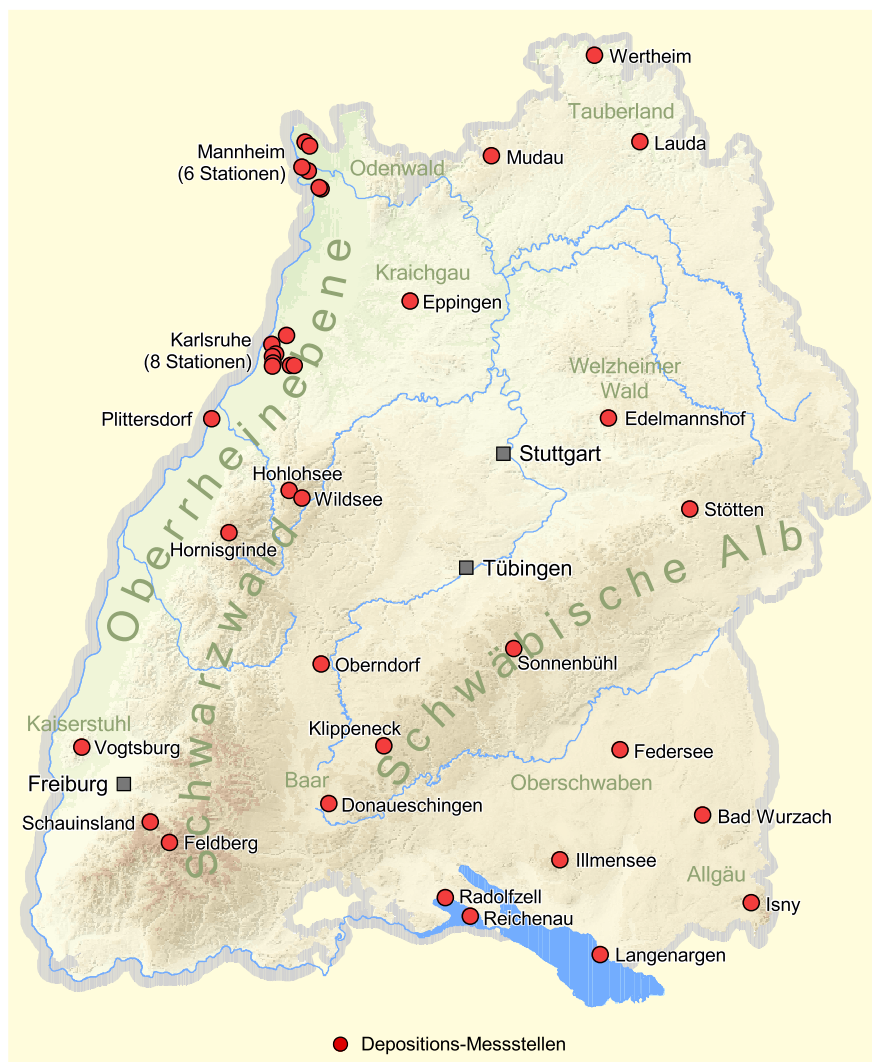 Wertheim
Tauberland
Lauda
Mannheim
(6 Stationen)
Mudau
Odenwald
Kraichgau
Eppingen
Karlsruhe
(8 Stationen)
Welzheimer
Wald
Plittersdorf
Edelmannshof
Oberrheinebene
Stuttgart
Hohlohsee
Wildsee
Stötten
Hornisgrinde
Schwarzwald
Tübingen
Schwäbische Alb
Oberndorf
Sonnenbühl
Kaiserstuhl
Klippeneck
Vogtsburg
Federsee
Freiburg
Baar
Oberschwaben
Donaueschingen
Schauinsland
Bad Wurzach
Feldberg
Illmensee
Allgäu
Radolfzell
Isny
Reichenau
Langenargen
Depositions-Messstellen